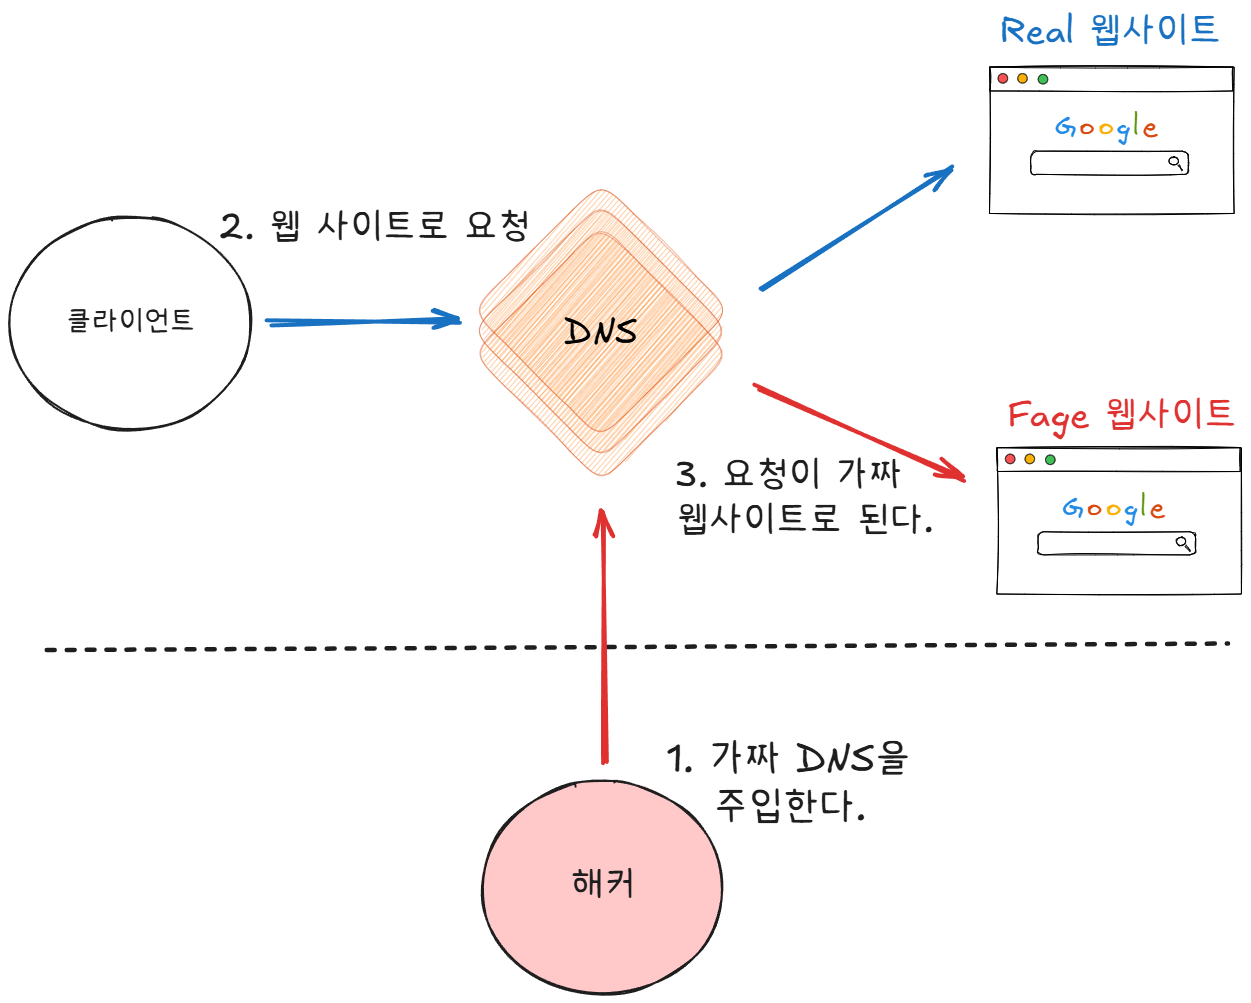 Real 웹사이트
Google
2. 웹 사이트로 요청
클라이언트
DNS
Fage 웹사이트
Google
3. 요청이 가짜
웹사이트로 된다.
1. 가짜 DNS을
주입한다.
해커